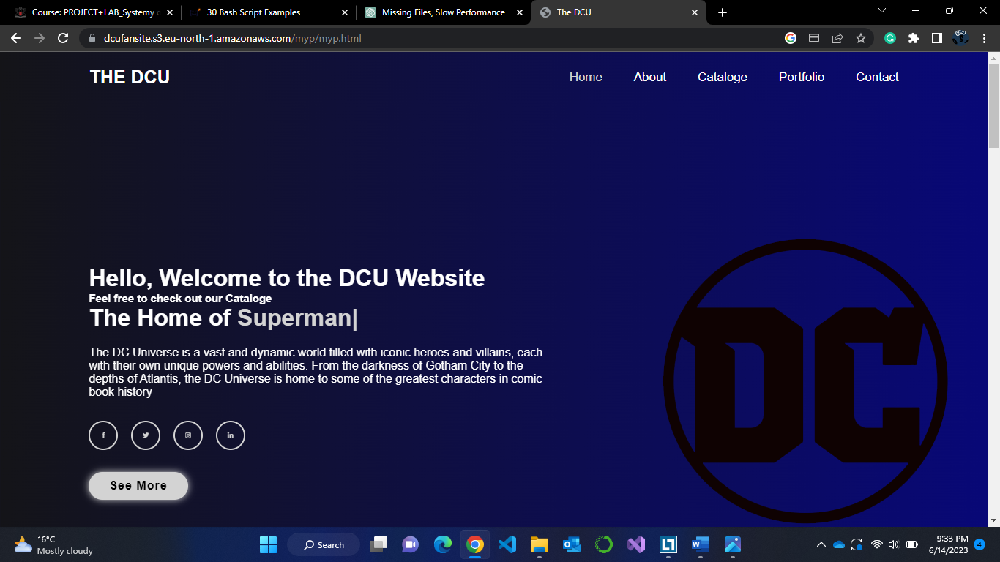 Course: PROJECT+LAB_Systemy
30 Bash Script Examples
Missing Files, Slow Performance
The DCU
dcufansite.s3.eu-north-1.amazonaws.com/myp/myp.html
THE DCU
Home
About
Cataloge
Portfolio
Contact
Hello, Welcome to the DCU Website
Feel free to check out our Cataloge
The Home of Superman|
The DC Universe is a vast and dynamic world filled with iconic heroes and villains, each
with their own unique powers and abilities. From the darkness of Gotham City to the
depths of Atlantis, the DC Universe is home to some of the greatest characters in comic
book history
See More
DC
16°C
Mostly cloudy
Search
9:33 PM
6/14/2023
4